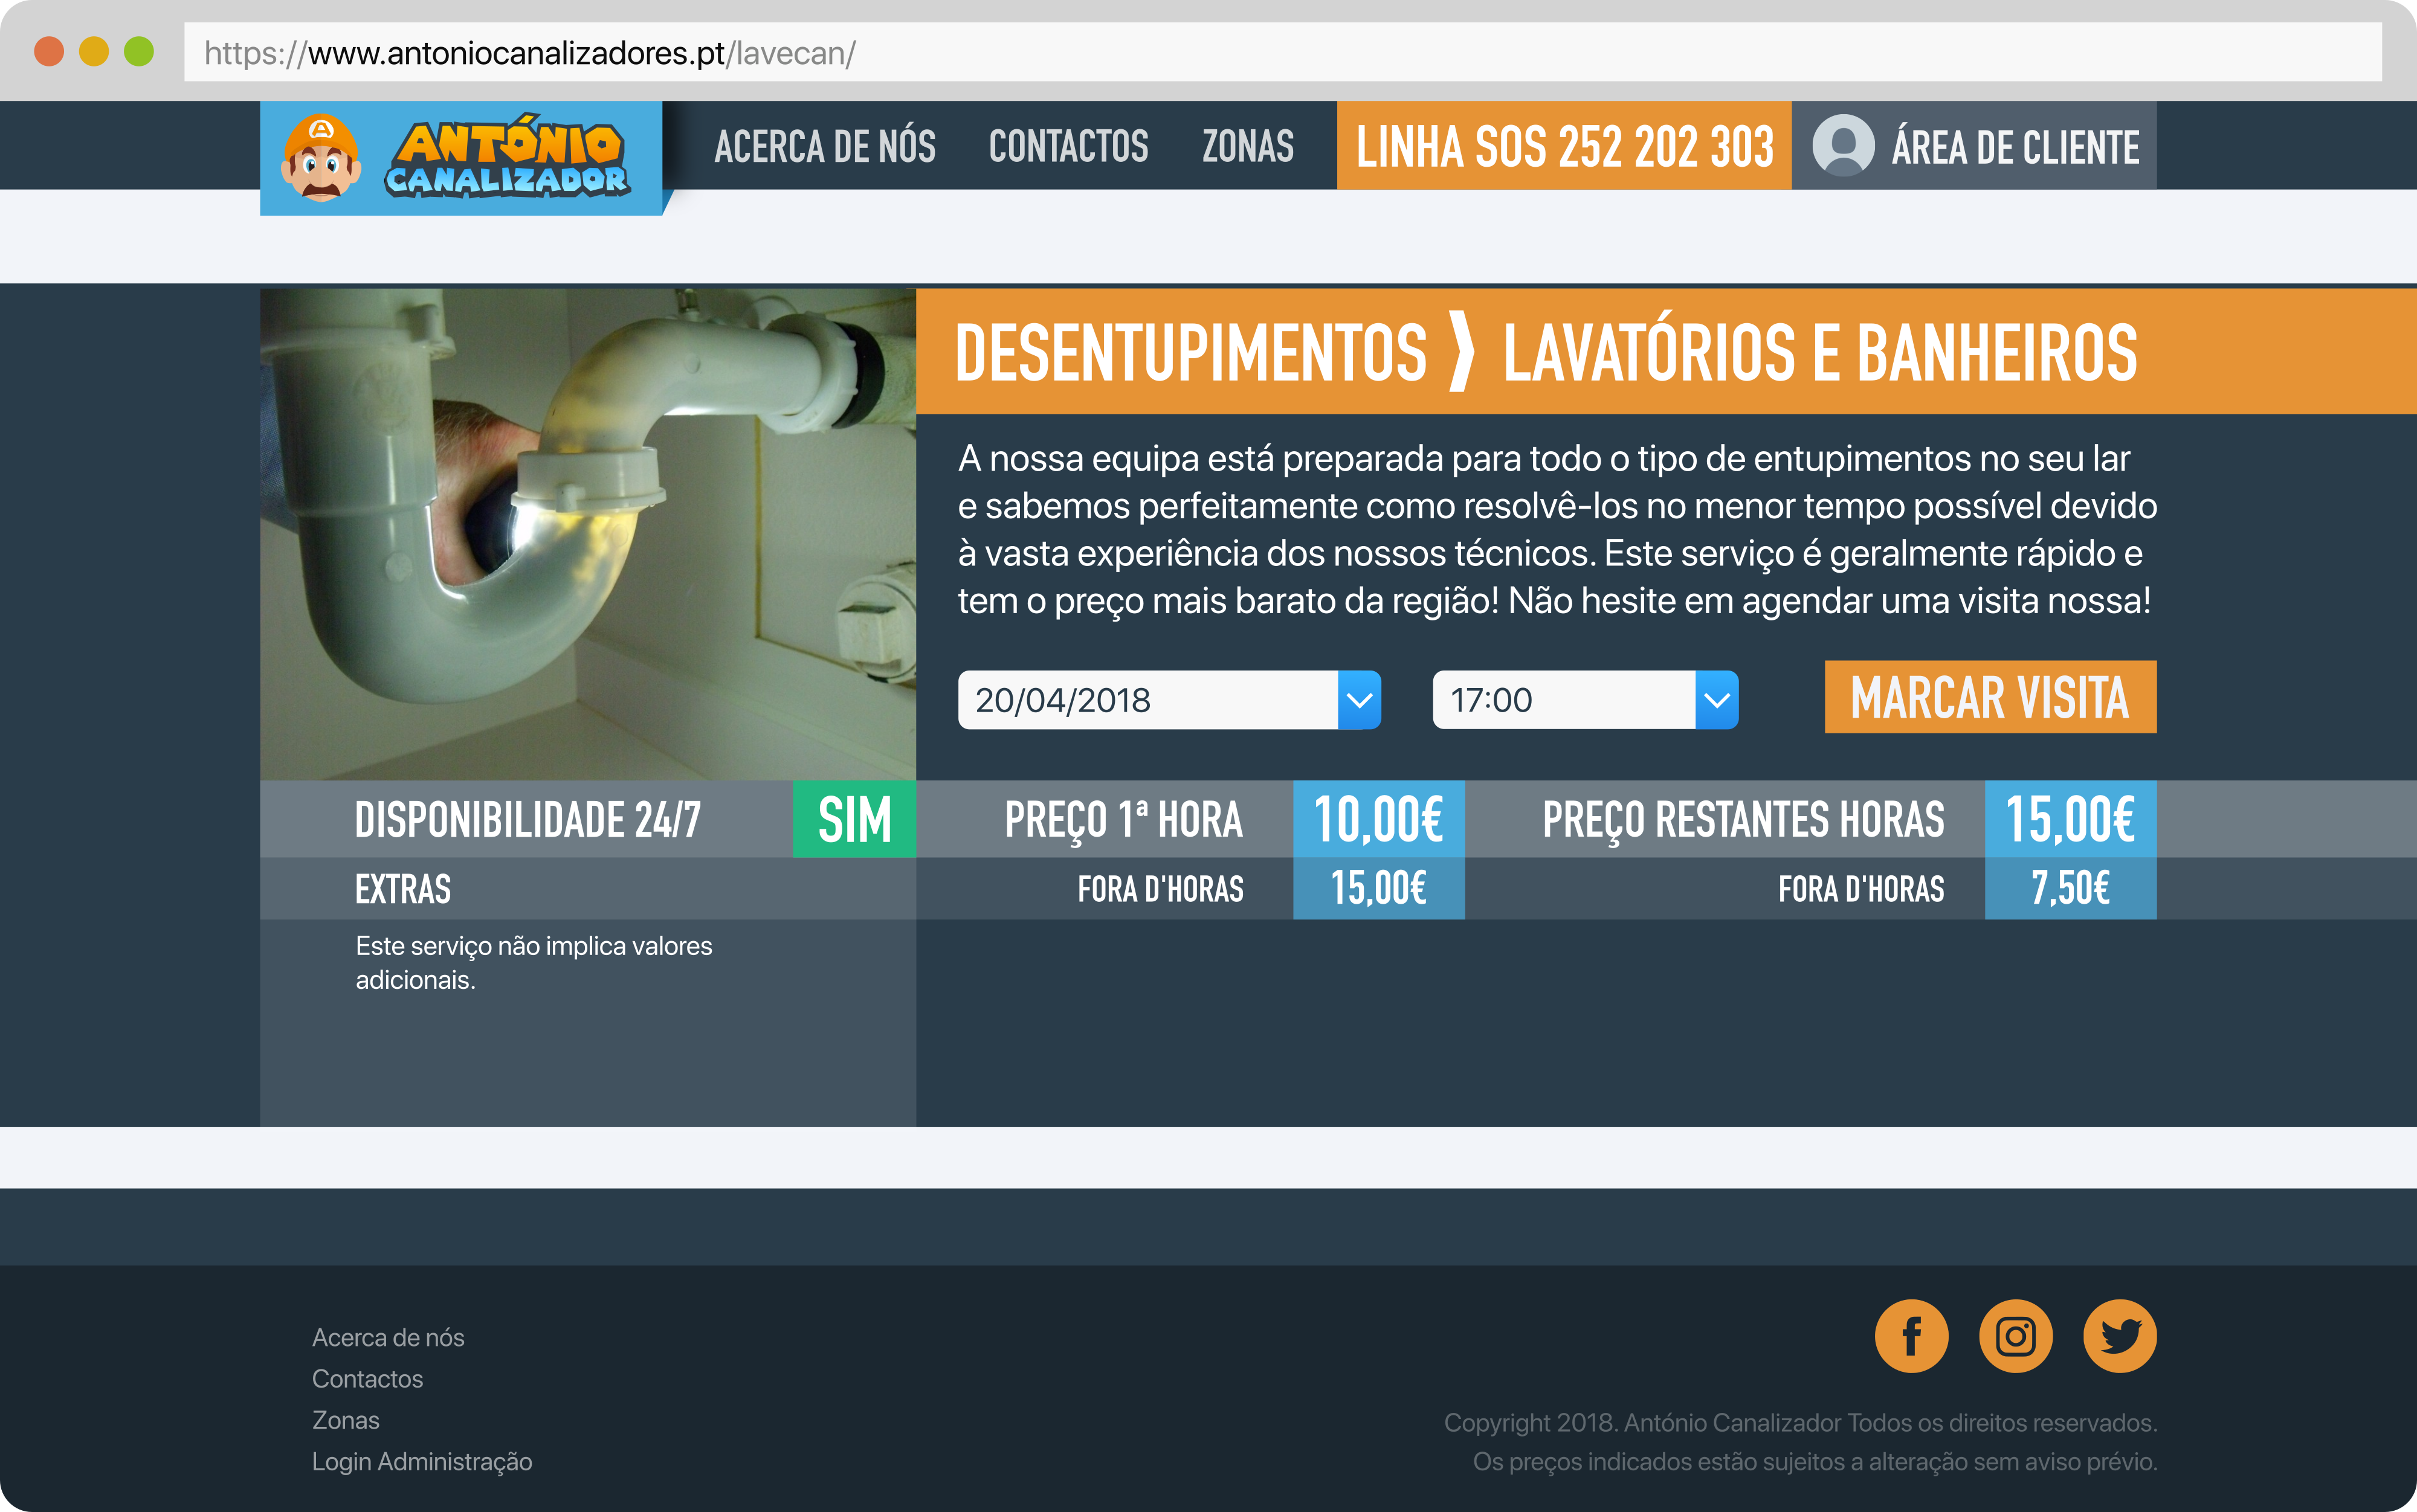 https://www.antoniocanalizadores.pt/lavecan/
A
ANTÓNIO
CANALIZADOR
ACERCA DE NÓS
CONTACTOS
ZONAS
LINHA SOS 252 202 303
ÁREA DE CLIENTE
DESENTUPIMENTOS ⟩ LAVATÓRIOS E BANHEIROS
A nossa equipa está preparada para todo o tipo de entupimentos no seu lar
e sabemos perfeitamente como resolvê-los no menor tempo possível devido
à vasta experiência dos nossos técnicos. Este serviço é geralmente rápido e
tem o preço mais barato da região! Não hesite em agendar uma visita nossa!
20/04/2018
17:00
MARCAR VISITA
DISPONIBILIDADE 24/7
SIM
PREÇO 1ª HORA
10,00€
PREÇO RESTANTES HORAS
15,00€
EXTRAS
FORA D'HORAS
15,00€
FORA D'HORAS
7,50€
Este serviço não implica valores
adicionais.
Acerca de nós
Contactos
Zonas
Login Administração
Copyright 2018. António Canalizador Todos os direitos reservados.
Os preços indicados estão sujeitos a alteração sem aviso prévio.